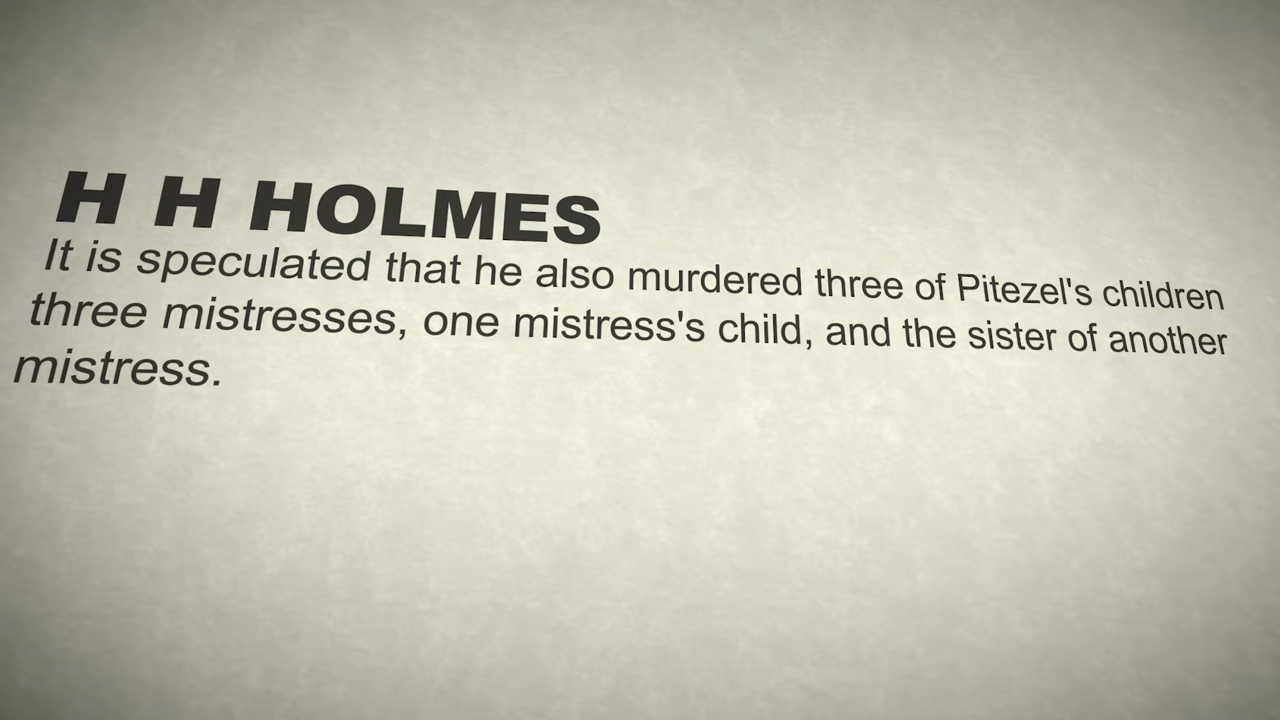 H H HOLMES
It is speculated that he also murdered three of Pitezel's children
three mistresses, one mistress's child, and the sister of another
mistress.